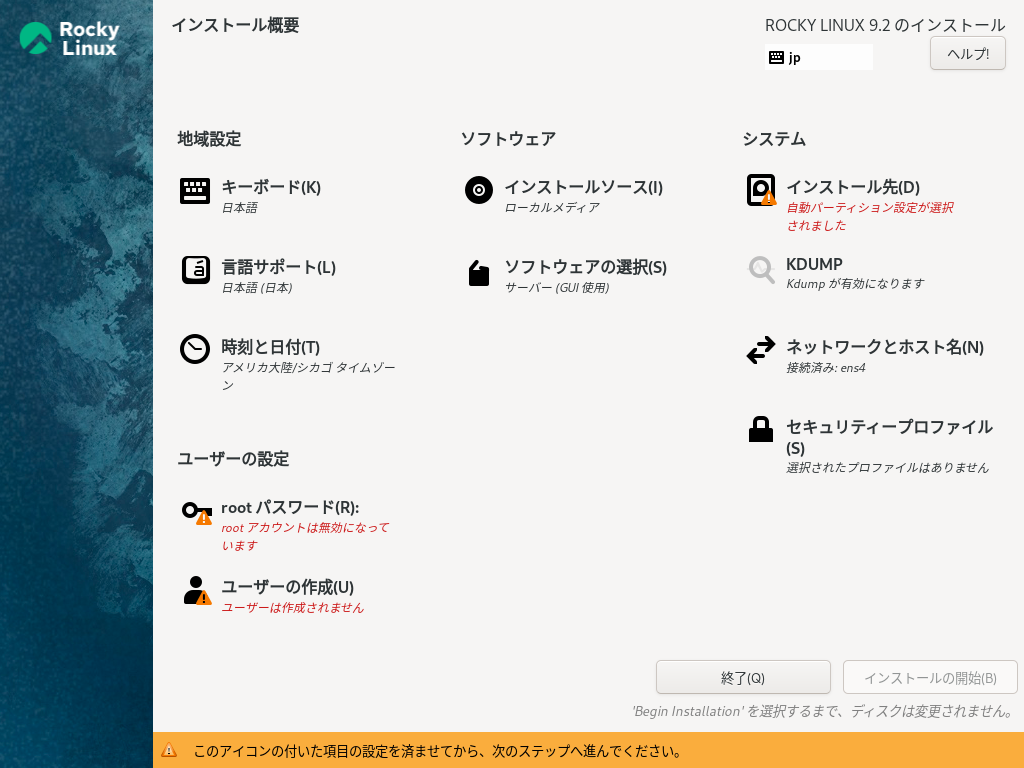 Rocky
Linux
インストール概要
ROCKY LINUX 9.2 のインストール
jp
ヘルプ!
地域設定
キーボード(K)
日本語
言語サポート(L)
日本語 (日本)
時刻と日付(T)
アメリカ大陸/シカゴ タイムゾー
ン
ソフトウェア
インストールソース(I)
ローカルメディア
ソフトウェアの選択(S)
サーバー (GUI 使用)
システム
インストール先(D)
自動パーティション設定が選択
されました
KDUMP
Kdump が有効になります
ネットワークとホスト名(N)
接続済み: ens4
セキュリティープロファイル
(S)
選択されたプロファイルはありません
ユーザーの設定
root パスワード(R):
root アカウントは無効になって
います
ユーザーの作成(U)
ユーザーは作成されません
終了(Q)
インストールの開始(B)
'Begin Installation' を選択するまで、ディスクは変更されません。
このアイコンの付いた項目の設定を済ませてから、次のステップへ進んでください。